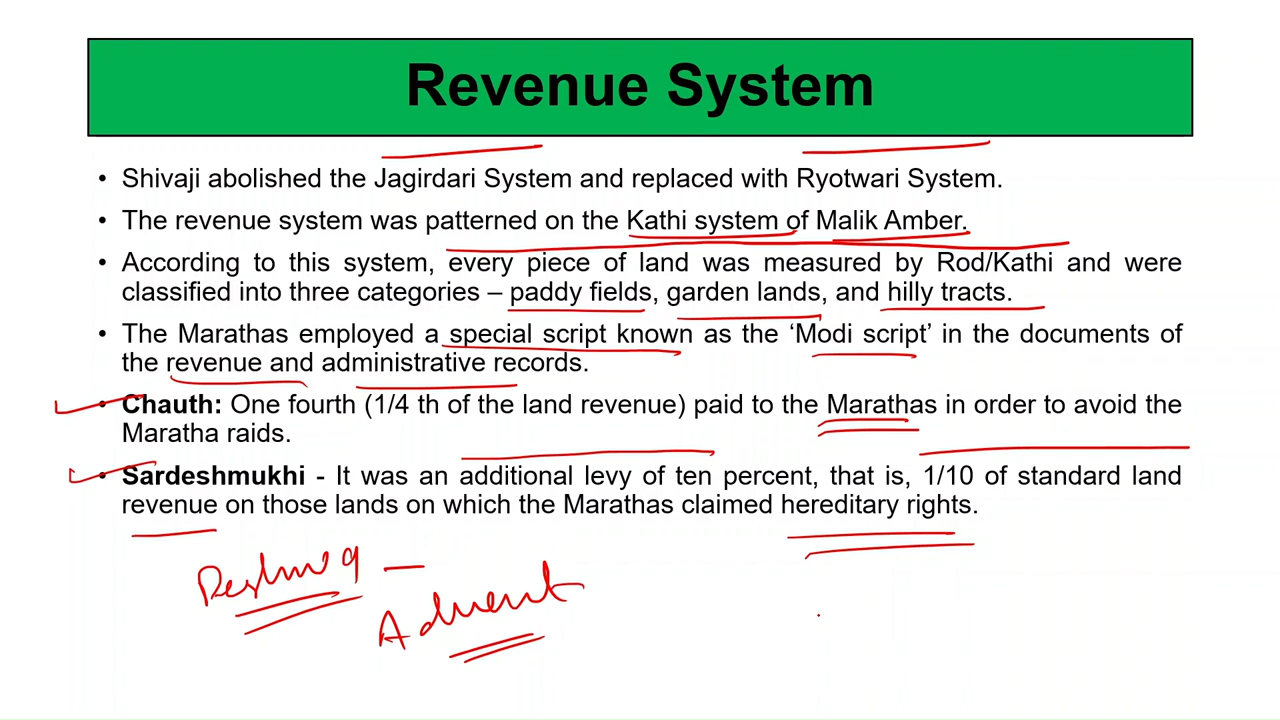 Revenue System
• Shivaji abolished the Jagirdari System and replaced with Ryotwari System.
• The revenue system was patterned on the Kathi system of Malik Amber.
• According to this system, every piece of land was measured by Rod/Kathi and were
classified into three categories – paddy fields, garden lands, and hilly tracts.
• The Marathas employed a special script known as the ‘Modi script’ in the documents of
the revenue and administrative records.
• Chauth: One fourth (1/4 th of the land revenue) paid to the Marathas in order to avoid the
Maratha raids.
• Sardeshmukhi - It was an additional levy of ten percent, that is, 1/10 of standard land
revenue on those lands on which the Marathas claimed hereditary rights.